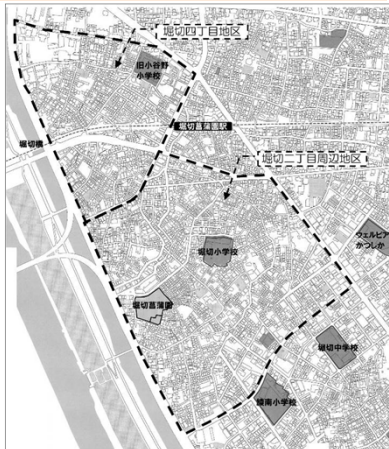 堀切四丁目地区
旧小谷野
小学校
堀切橋
堀切菖蒲園駅
堀切二丁目周辺地区
ウェルピア
かつしか
堀切小学校
堀切菖蒲園
堀切中学校
綾南小学校